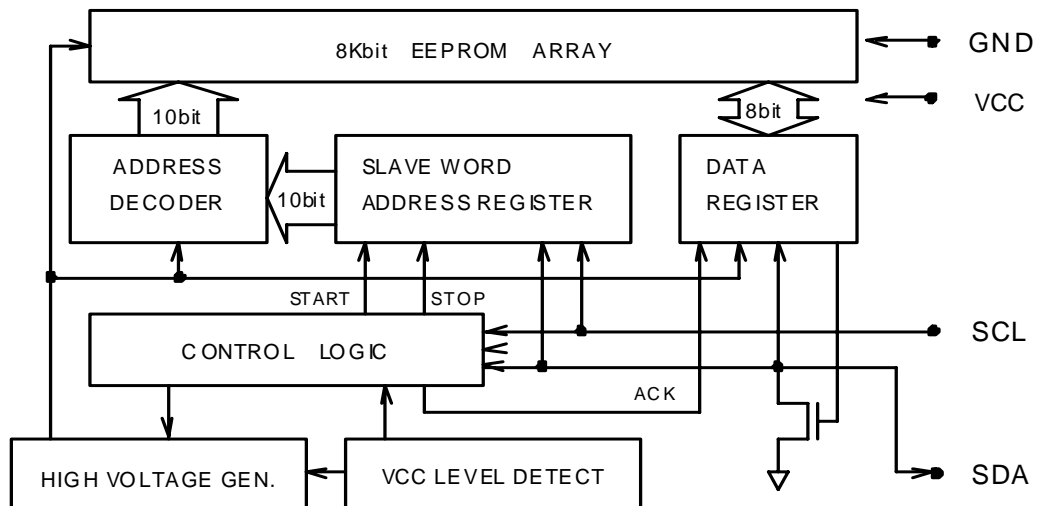 8Kbit EEPROM ARRAY
GND
VCC
10bit
8bit
ADDRESS
DECODER
10bit
SLAVE WORD
ADDRESS REGISTER
DATA
REGISTER
START
STOP
CONTROL LOGIC
SCL
ACK
HIGH VOLTAGE GEN.
VCC LEVEL DETECT
SDA